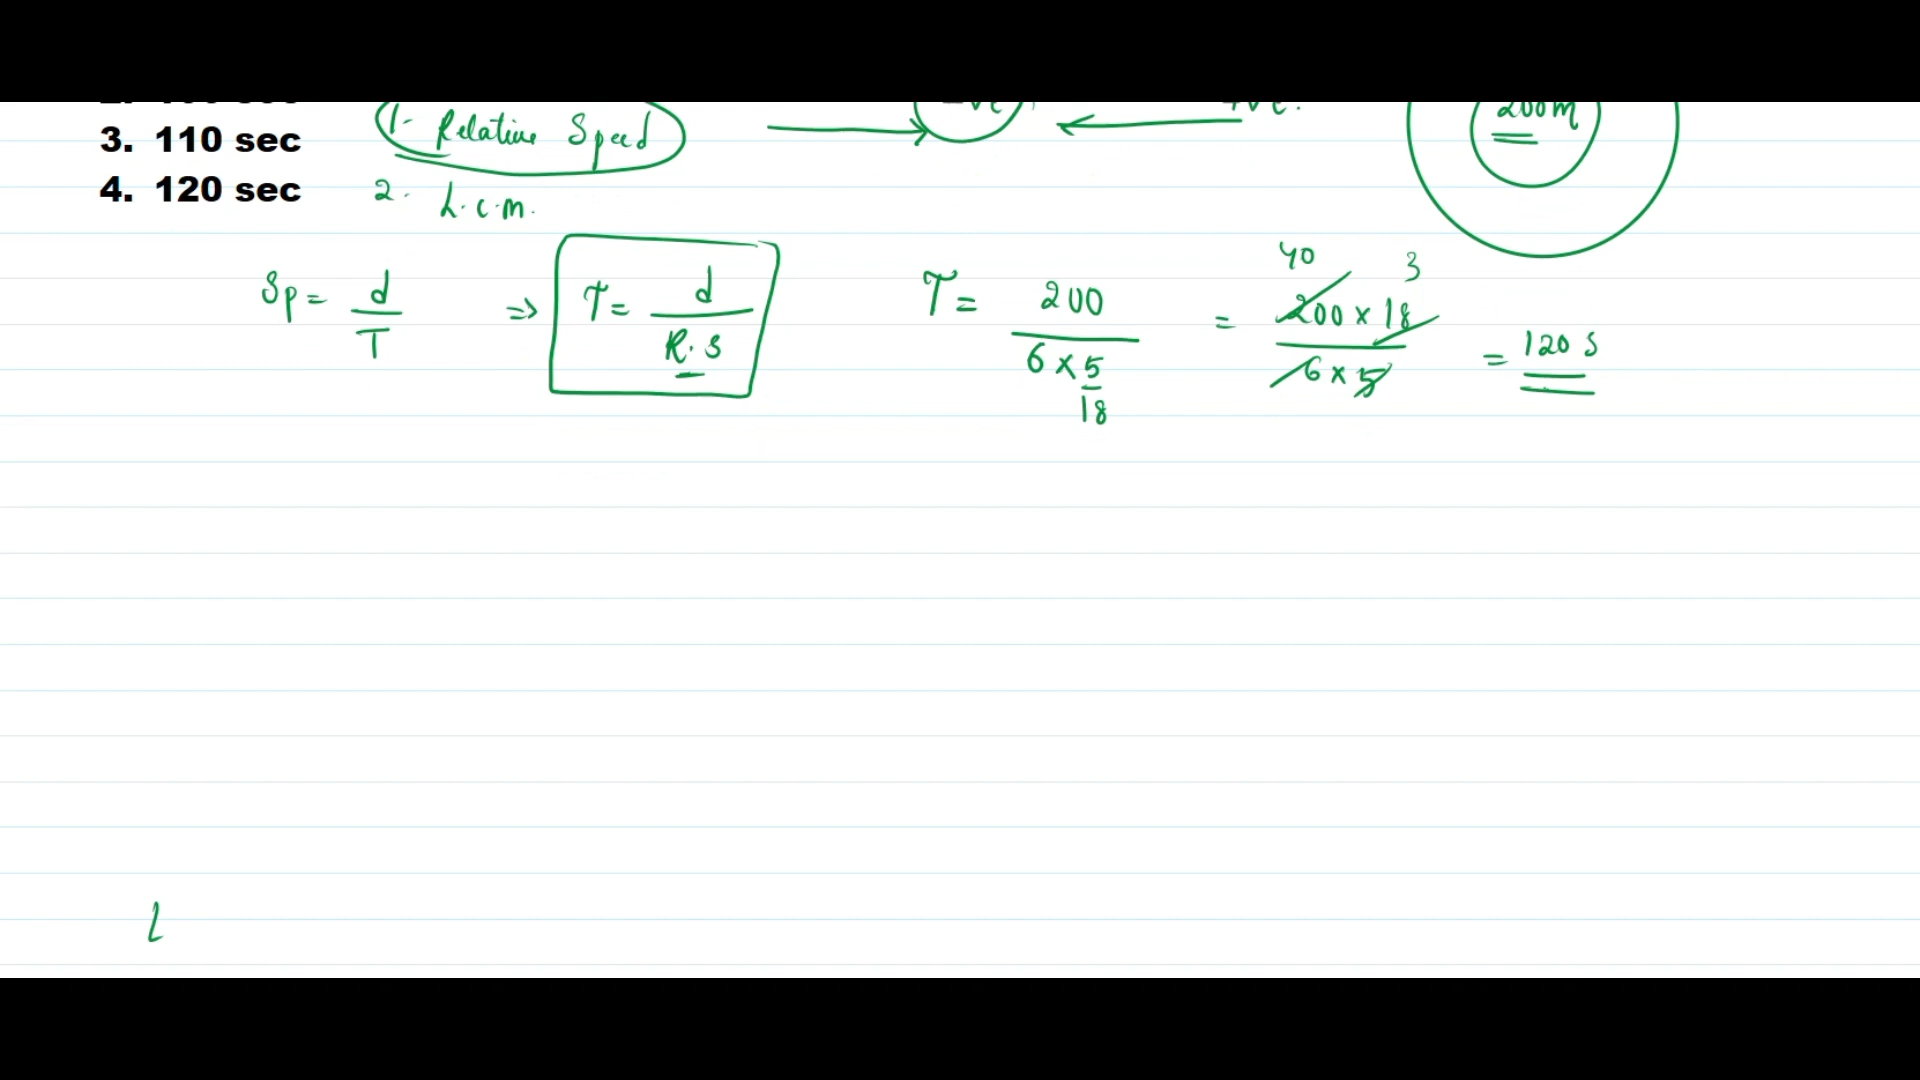 3. 110 sec
4. 120 sec
1- Relative Speed
2. L.c.m.
200m
Sp = d/T ⇒ T = d/R.S
T = 200/(6 x 5/18) = 200 x 18/(6 x 5) = 120 s
40 3
L